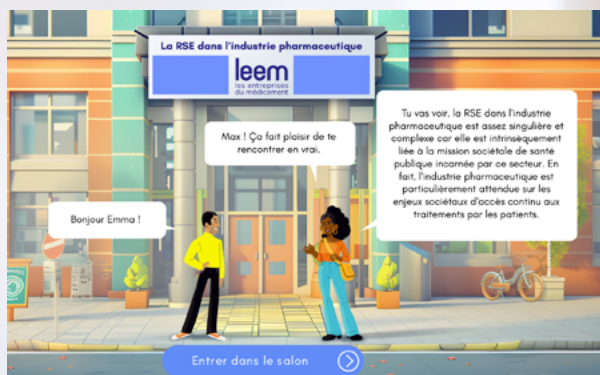 La RSE dans l'industrie pharmaceutique
leem
les entreprises
du médicament
Bonjour Emma !
Max ! Ça fait plaisir de te
rencontrer en vrai.
Tu vas voir, la RSE dans l'industrie
pharmaceutique est assez singulière et
complexe car elle est intrinsèquement
liée à la mission sociétale de santé
publique incarnée par ce secteur. En
fait, l'industrie pharmaceutique est
particulièrement attendue sur les
enjeux sociétaux d'accès continu aux
traitements par les patients.
Entrer dans le salon